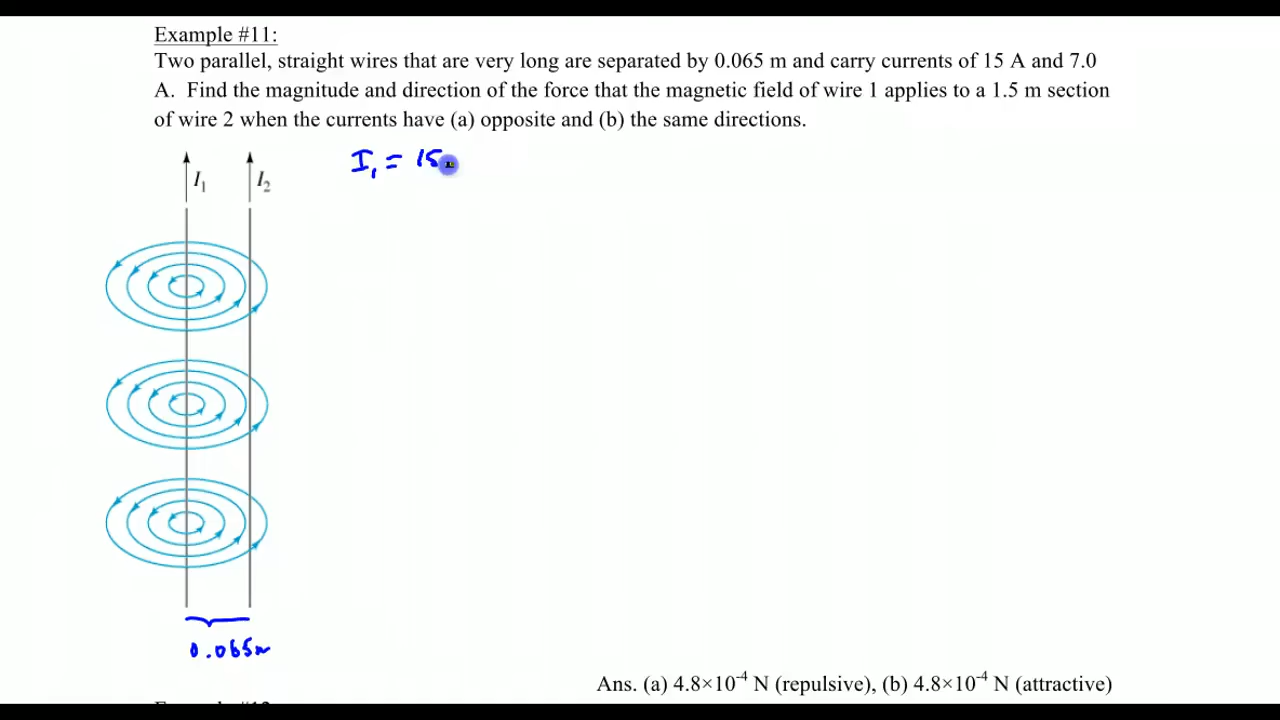 Example #11:
Two parallel, straight wires that are very long are separated by 0.065 m and carry currents of 15 A and 7.0
A. Find the magnitude and direction of the force that the magnetic field of wire 1 applies to a 1.5 m section
of wire 2 when the currents have (a) opposite and (b) the same directions.
I₁ = 15
I₁
I₂
0.065m
Ans. (a) 4.8×10⁻⁴ N (repulsive), (b) 4.8×10⁻⁴ N (attractive)